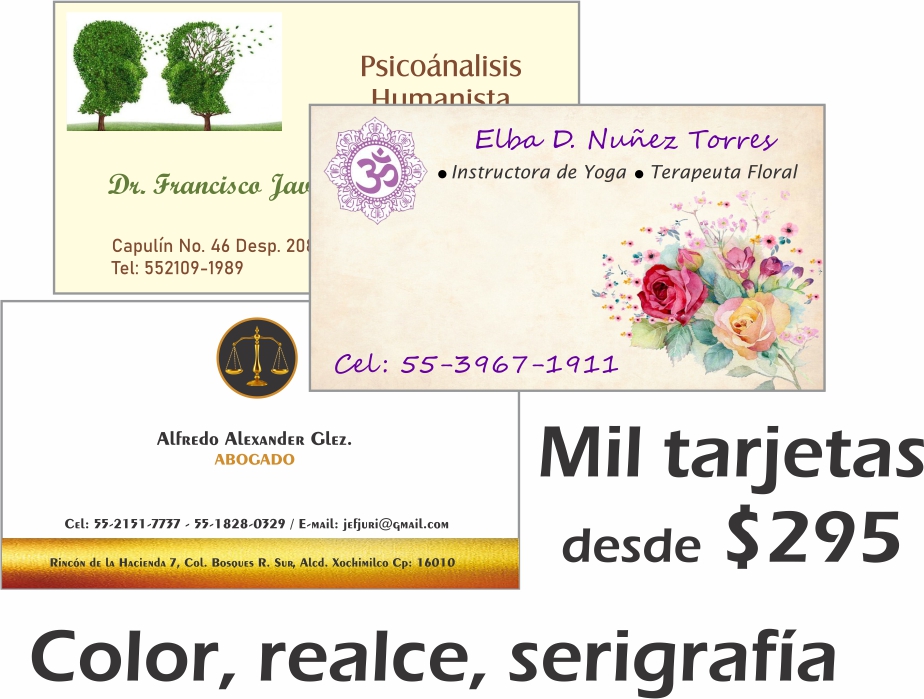 Psicoánalisis
Humanista
Dr. Francisco
Capulín No. 46 Desp.
Tel: 552109-1989
Elba D. Nuñez Torres
• Instructora de Yoga • Terapeuta Floral
Cel: 55-3967-1911
Alfredo Alexander Glez.
ABOGADO
Cel: 55-2151-7737 - 55-1828-0329 / E-mail: jefjuri@gmail.com
Rincón de la Hacienda 7, Col. Bosques R. Sur, Alcd. Xochimilco Cp: 16010
Mil tarjetas
desde $295
Color, realce, serigrafía